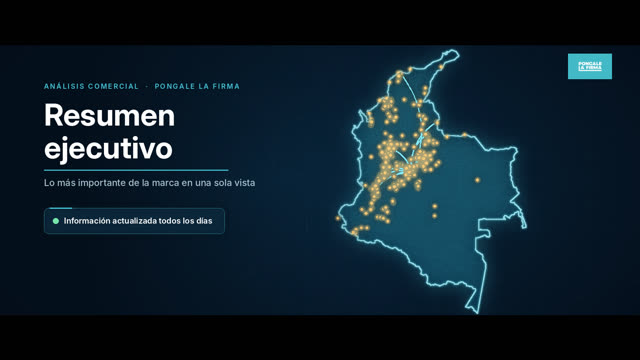 ANÁLISIS COMERCIAL · PONGALE LA FIRMA
Resumen
ejecutivo
Lo más importante de la marca en una sola vista
Información actualizada todos los días
PONGALE
LA FIRMA